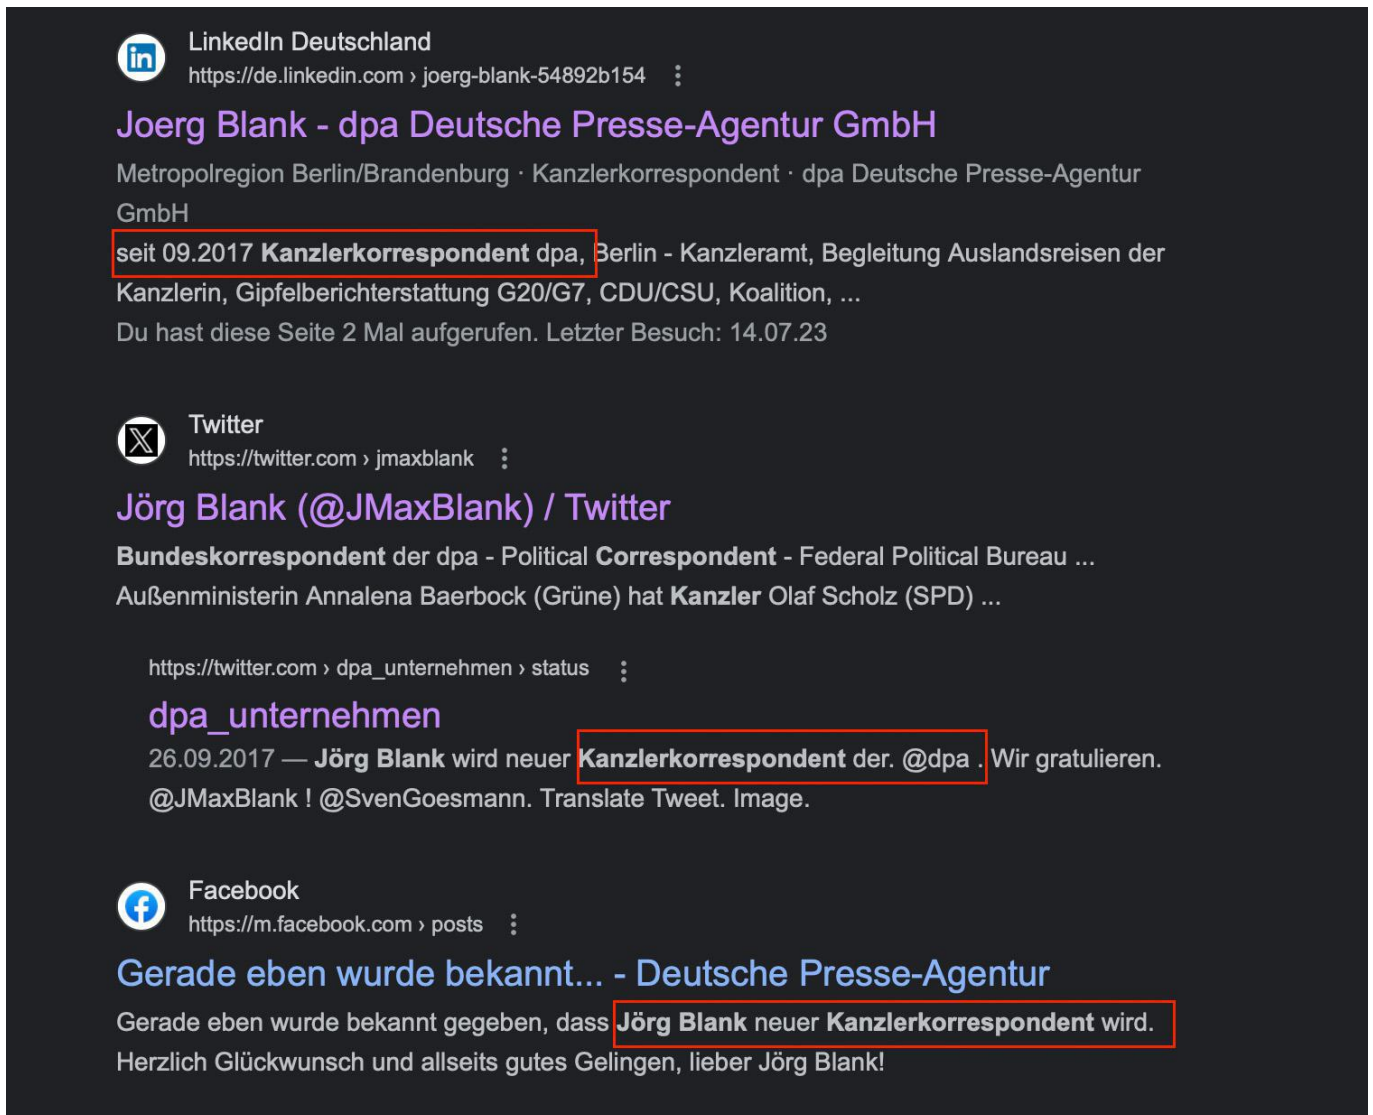 LinkedIn Deutschland
https://de.linkedin.com › joerg-blank-54892b154
Joerg Blank - dpa Deutsche Presse-Agentur GmbH
Metropolregion Berlin/Brandenburg · Kanzlerkorrespondent · dpa Deutsche Presse-Agentur
GmbH
seit 09.2017 Kanzlerkorrespondent dpa, Berlin - Kanzleramt, Begleitung Auslandsreisen der
Kanzlerin, Gipfelberichterstattung G20/G7, CDU/CSU, Koalition, ...
Du hast diese Seite 2 Mal aufgerufen. Letzter Besuch: 14.07.23
Twitter
https://twitter.com › jmaxblank
Jörg Blank (@JMaxBlank) / Twitter
Bundeskorrespondent der dpa - Political Correspondent - Federal Political Bureau ...
Außenministerin Annalena Baerbock (Grüne) hat Kanzler Olaf Scholz (SPD) ...
https://twitter.com › dpa_unternehmen › status
dpa_unternehmen
26.09.2017 — Jörg Blank wird neuer Kanzlerkorrespondent der. @dpa . Wir gratulieren.
@JMaxBlank ! @SvenGoesmann. Translate Tweet. Image.
Facebook
https://m.facebook.com › posts
Gerade eben wurde bekannt... - Deutsche Presse-Agentur
Gerade eben wurde bekannt gegeben, dass Jörg Blank neuer Kanzlerkorrespondent wird.
Herzlich Glückwunsch und allseits gutes Gelingen, lieber Jörg Blank!